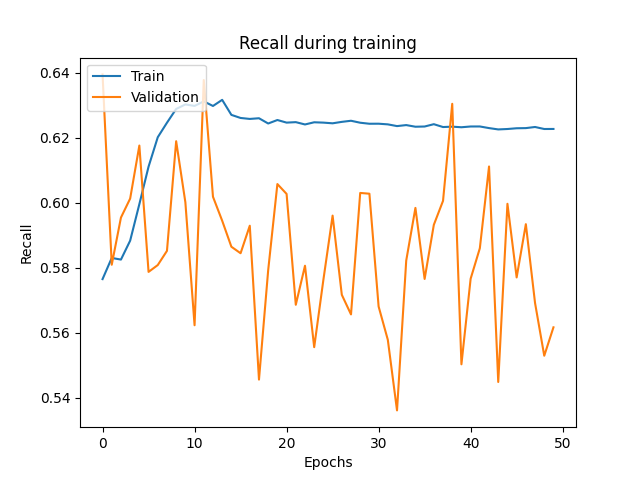 Recall during training
Train
Validation
0.64
0.62
0.60
0.58
0.56
0.54
Recall
0 10 20 30 40 50
Epochs